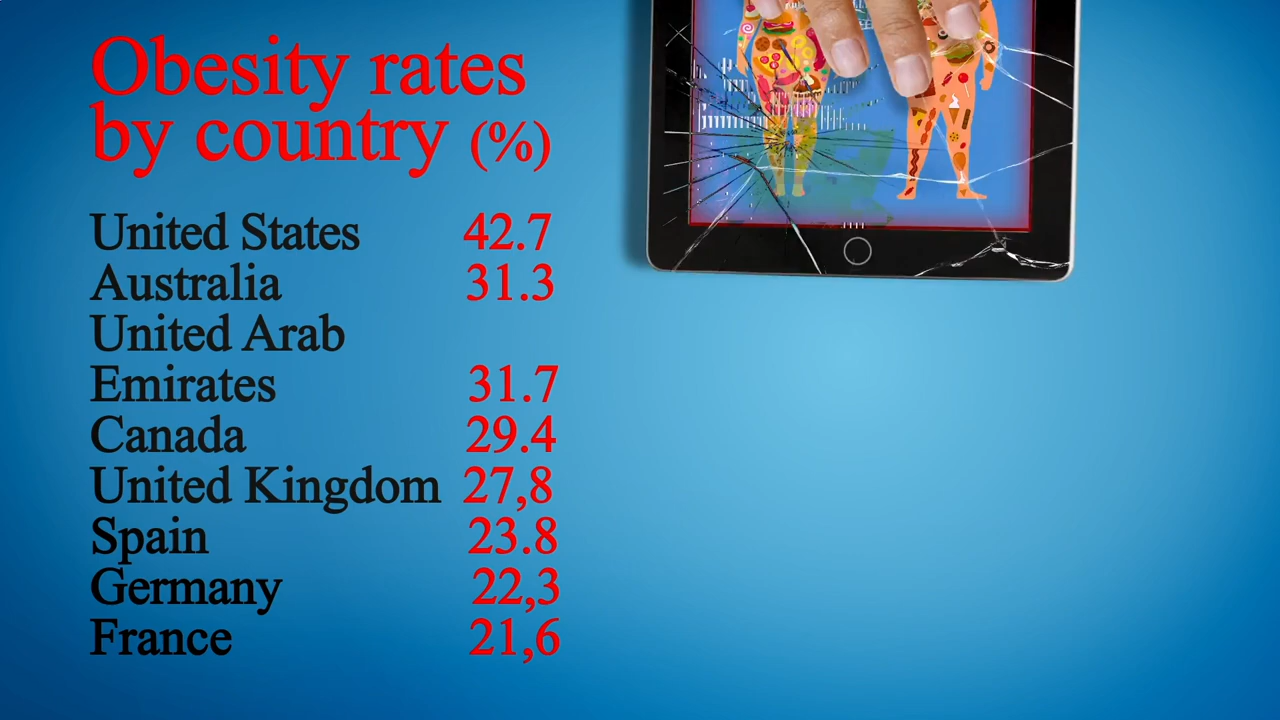 Obesity rates
by country (%)
United States 42.7
Australia 31.3
United Arab
Emirates 31.7
Canada 29.4
United Kingdom 27,8
Spain 23.8
Germany 22,3
France 21,6